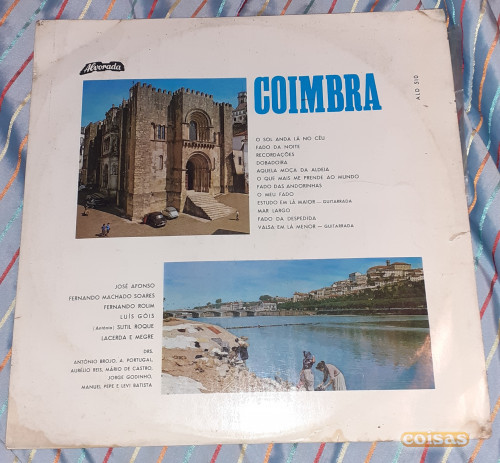 Alvorada
COIMBRA
ALD 510
O SOL ANDA LÁ NO CÉU
FADO DA NOITE
RECORDAÇÕES
DOBADOIRA
AQUELA MOÇA DA ALDEIA
O QUE MAIS ME PRENDE AO MUNDO
FADO DAS ANDORINHAS
O MEU FADO
ESTUDO EM LÁ MAIOR — GUITARRADA
MAR LARGO
FADO DA DESPEDIDA
VALSA EM LÁ MENOR — GUITARRADA
JOSÉ AFONSO
FERNANDO MACHADO SOARES
FERNANDO ROLIM
LUÍS GÓIS
(António) SUTIL ROQUE
LACERDA E MEGRE
DRS.
ANTÓNIO BROJO, A. PORTUGAL,
AURÉLIO REIS, MÁRIO DE CASTRO,
JORGE GODINHO,
MANUEL PEPE E LEVI BATISTA
coisas